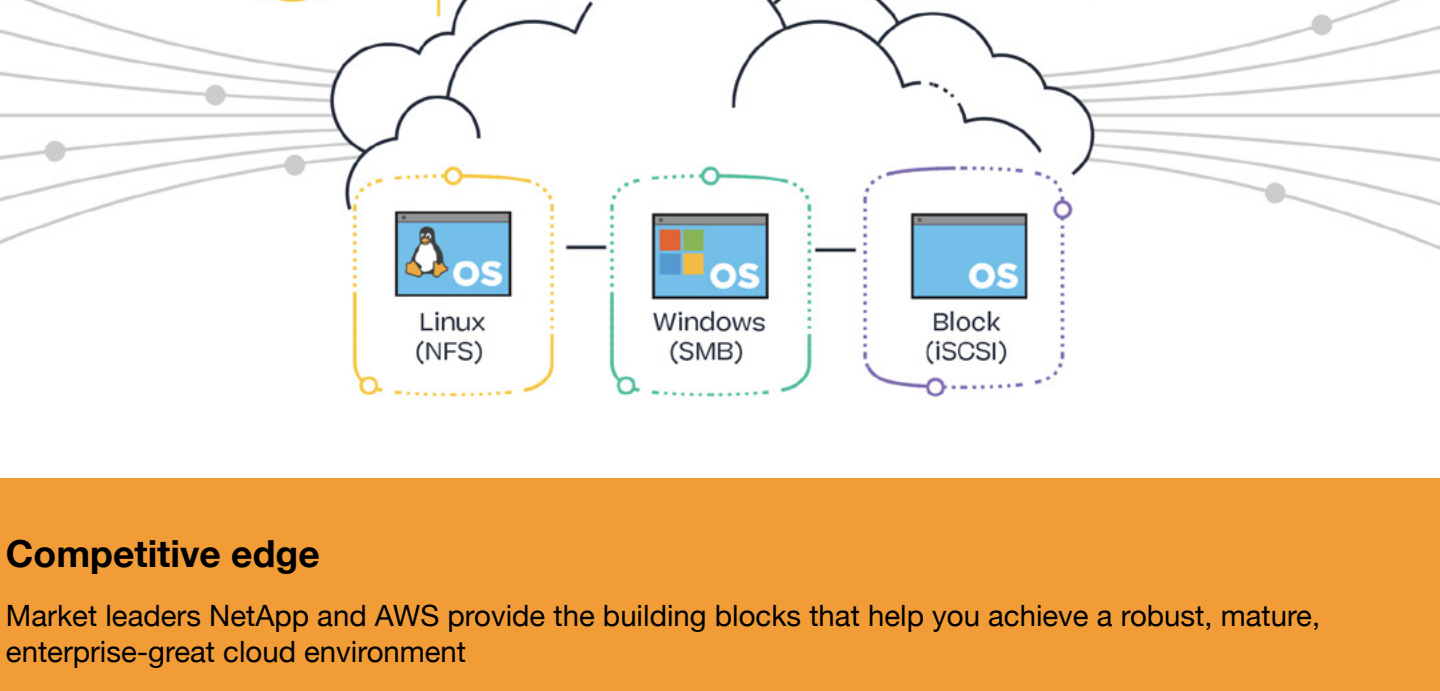 OS
OS
OS
Linux
(NFS)
Windows
(SMB)
Block
(iSCSI)
Competitive edge
Market leaders NetApp and AWS provide the building blocks that help you achieve a robust, mature,
enterprise-great cloud environment